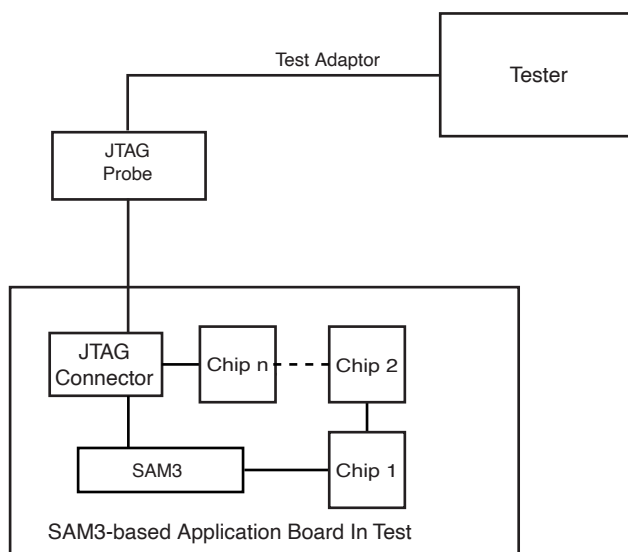 Test Adaptor
Tester
JTAG
Probe
JTAG
Connector
Chip n
Chip 2
SAM3
Chip 1
SAM3-based Application Board In Test